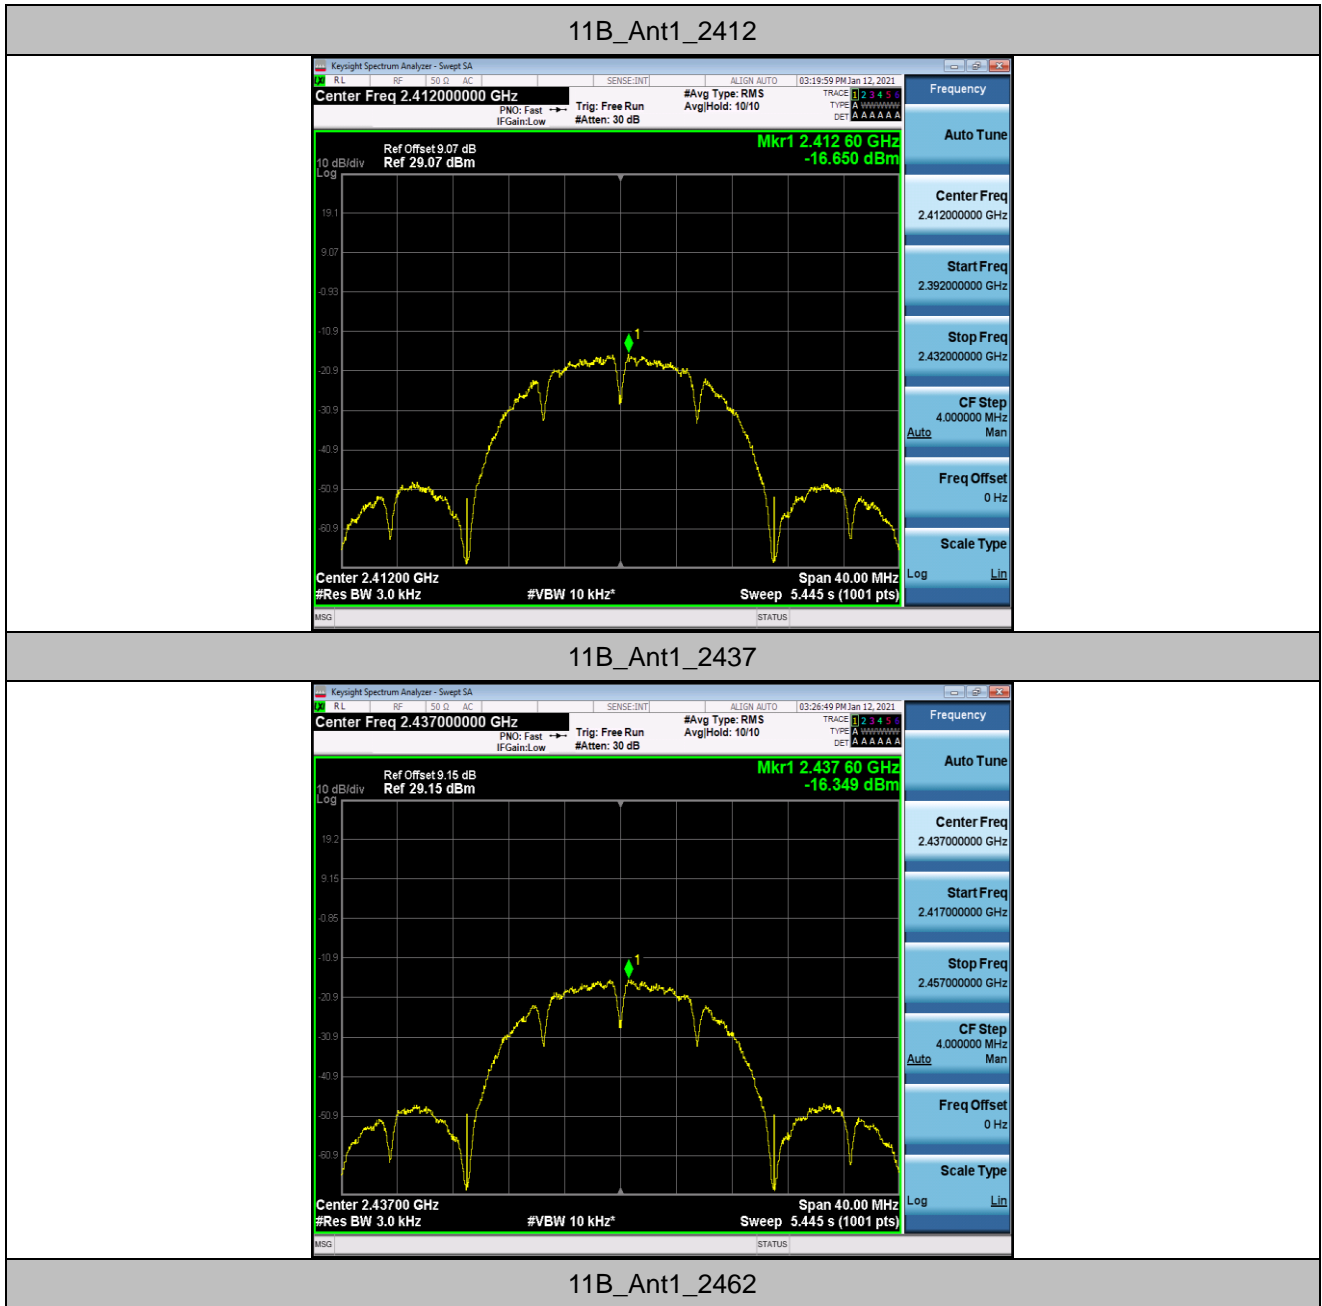 11B_Ant1_2412
Keysight Spectrum Analyzer - Swept SA
RL RF 50 Ω AC SENSE:INT ALIGN AUTO 03:19:59 PM Jan 12, 2021
Center Freq 2.412000000 GHz
PNO: Fast
IFGain:Low
Trig: Free Run
#Atten: 30 dB
#Avg Type: RMS
Avg|Hold: 10/10
TRACE 1 2 3 4 5 6
TYPE A WWWWW
DET A A A A A A
Frequency
Mkr1 2.412 60 GHz
-16.650 dBm
Ref Offset 9.07 dB
10 dB/div Ref 29.07 dBm
Log
19.1
9.07
-0.93
-10.9
-20.9
-30.9
-40.9
-50.9
-60.9
1
Center 2.41200 GHz Span 40.00 MHz
#Res BW 3.0 kHz #VBW 10 kHz* Sweep 5.445 s (1001 pts)
MSG STATUS
Auto Tune
Center Freq
2.412000000 GHz
Start Freq
2.392000000 GHz
Stop Freq
2.432000000 GHz
CF Step
4.000000 MHz
Auto Man
Freq Offset
0 Hz
Scale Type
Log Lin
11B_Ant1_2437
Keysight Spectrum Analyzer - Swept SA
RL RF 50 Ω AC SENSE:INT ALIGN AUTO 03:26:49 PM Jan 12, 2021
Center Freq 2.437000000 GHz
PNO: Fast
IFGain:Low
Trig: Free Run
#Atten: 30 dB
#Avg Type: RMS
Avg|Hold: 10/10
TRACE 1 2 3 4 5 6
TYPE A WWWWW
DET A A A A A A
Frequency
Mkr1 2.437 60 GHz
-16.349 dBm
Ref Offset 9.15 dB
10 dB/div Ref 29.15 dBm
Log
19.2
9.15
-0.85
-10.9
-20.9
-30.9
-40.9
-50.9
-60.9
1
Center 2.43700 GHz Span 40.00 MHz
#Res BW 3.0 kHz #VBW 10 kHz* Sweep 5.445 s (1001 pts)
MSG STATUS
Auto Tune
Center Freq
2.437000000 GHz
Start Freq
2.417000000 GHz
Stop Freq
2.457000000 GHz
CF Step
4.000000 MHz
Auto Man
Freq Offset
0 Hz
Scale Type
Log Lin
11B_Ant1_2462